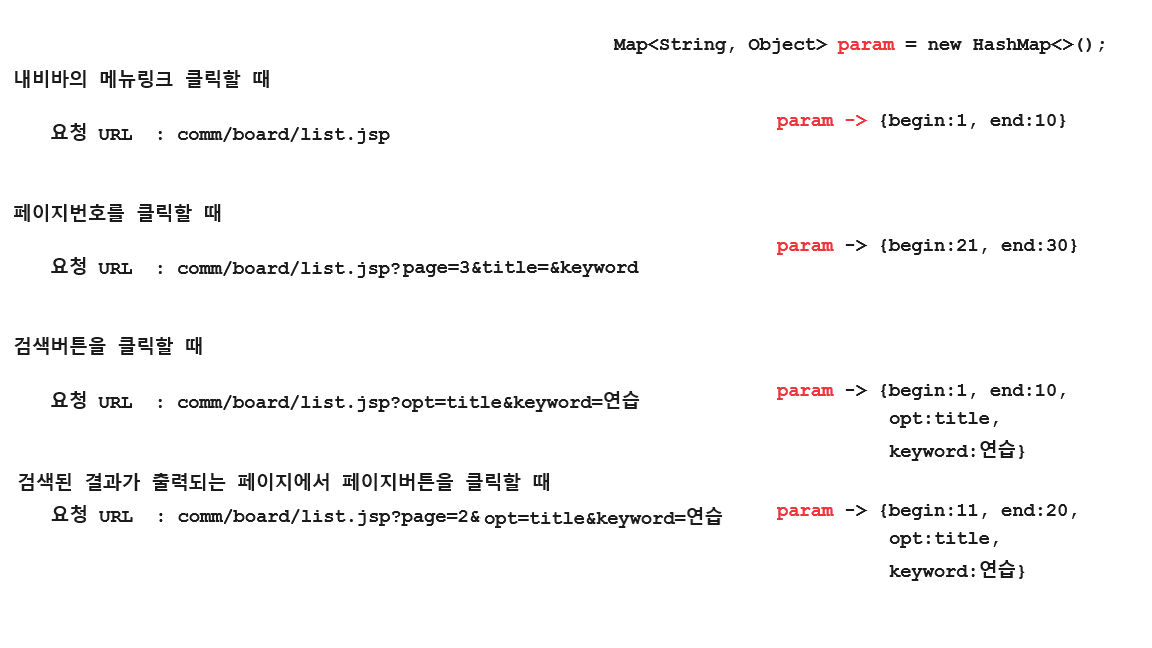 Map<String, Object> param = new HashMap<>();
내비바의 메뉴링크 클릭할 때
요청 URL : comm/board/list.jsp
param -> {begin:1, end:10}
페이지번호를 클릭할 때
요청 URL : comm/board/list.jsp?page=3&title=&keyword
param -> {begin:21, end:30}
검색버튼을 클릭할 때
요청 URL : comm/board/list.jsp?opt=title&keyword=연습
param -> {begin:1, end:10,
opt:title,
keyword:연습}
검색된 결과가 출력되는 페이지에서 페이지버튼을 클릭할 때
요청 URL : comm/board/list.jsp?page=2&opt=title&keyword=연습
param -> {begin:11, end:20,
opt:title,
keyword:연습}